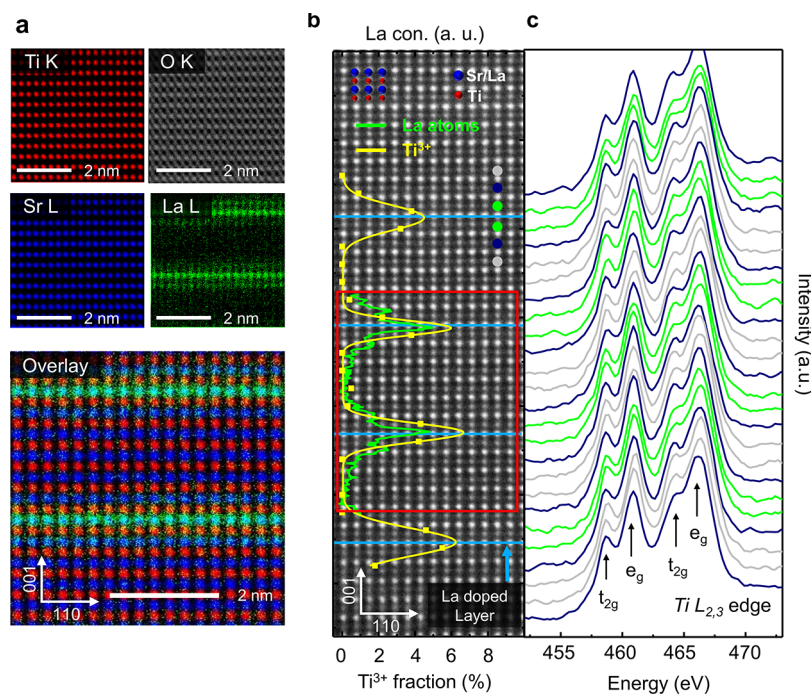 a
Ti K
O K
2 nm
2 nm
Sr L
La L
2 nm
2 nm
Overlay
001
110
2 nm
b
La con. (a. u.)
Sr/La
Ti
La atoms
Ti³⁺
001
110
La doped
Layer
0 2 4 6 8
Ti³⁺ fraction (%)
c
t₂g
e_g
t₂g
e_g
Ti L₂,₃ edge
455 460 465 470
Energy (eV)
Intensity (a.u.)